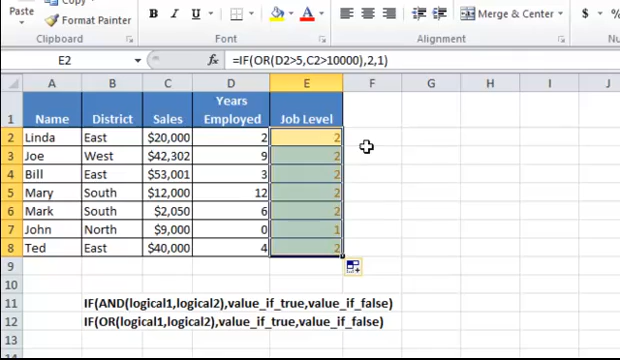 Copy
Paste
Format Painter
B I U
A
Merge & Center
$ %
Clipboard
Font
Alignment
E2
fx
=IF(OR(D2>5,C2>10000),2,1)
A B C D E F G H I J
1 Name District Sales Years Employed Job Level
2 Linda East $20,000 2 2
3 Joe West $42,302 9 2
4 Bill East $53,001 3 2
5 Mary South $12,000 12 2
6 Mark South $2,050 6 2
7 John North $9,000 0 1
8 Ted East $40,000 4 2
9
10
11 IF(AND(logical1,logical2),value_if_true,value_if_false)
12 IF(OR(logical1,logical2),value_if_true,value_if_false)
13